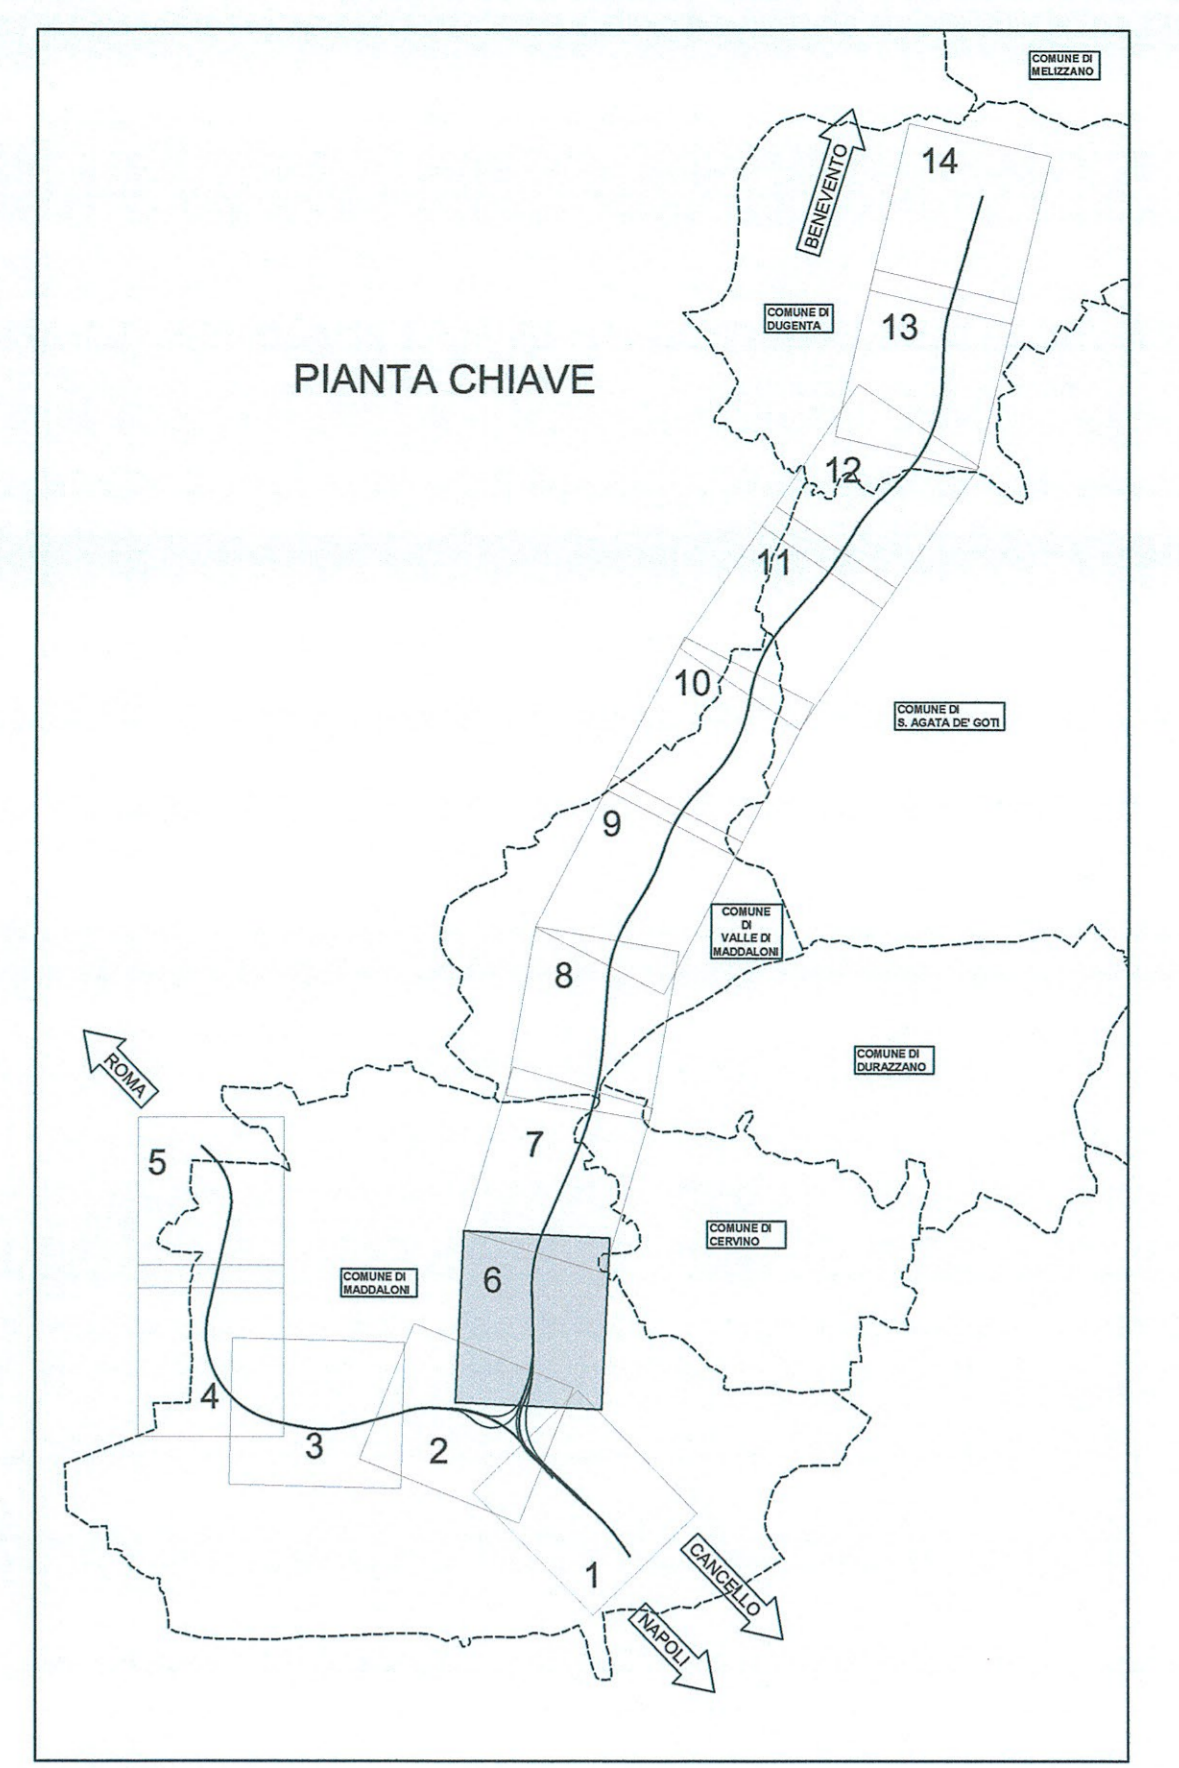 COMUNE DI
MELIZZANO
14
BENEVENTO
COMUNE DI
DUGENTA
13
PIANTA CHIAVE
12
11
10
COMUNE DI
S. AGATA DE' GOTI
9
COMUNE
DI
VALLE DI
MADDALONI
8
ROMA
COMUNE DI
DURAZZANO
7
5
COMUNE DI
CERVINO
6
COMUNE DI
MADDALONI
4
3
2
1
CANCELLO
NAPOLI